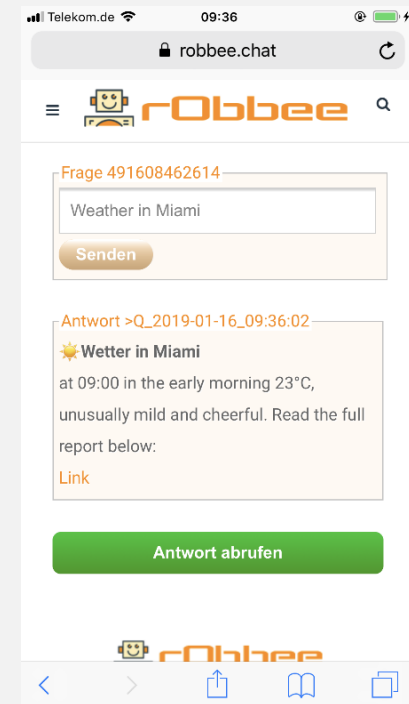 Telekom.de 09:36
robbee.chat
rObbee
Frage 491608462614
Weather in Miami
Senden
Antwort >Q_2019-01-16_09:36:02
Wetter in Miami
at 09:00 in the early morning 23°C,
unusually mild and cheerful. Read the full
report below:
Link
Antwort abrufen
rObbee